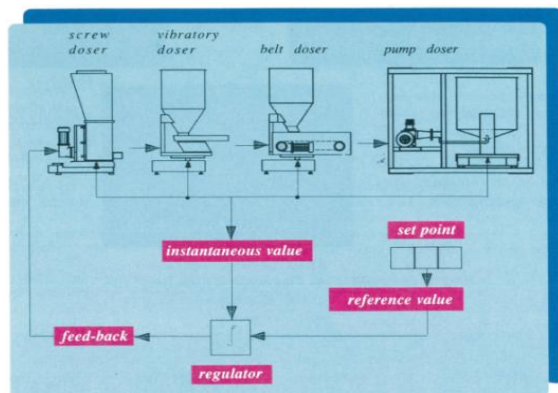 screw doser
vibratory doser
belt doser
pump doser
instantaneous value
set point
reference value
feed-back
regulator